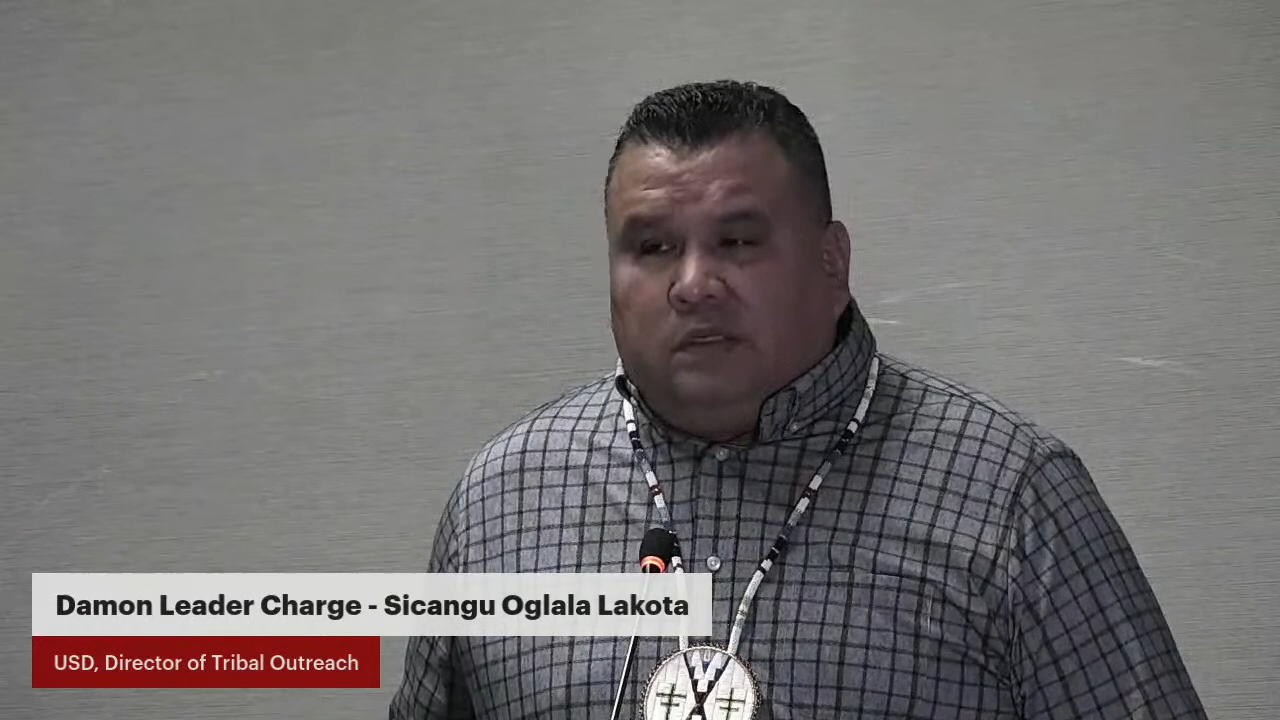 Damon Leader Charge - Sicangu Oglala Lakota
USD, Director of Tribal Outreach